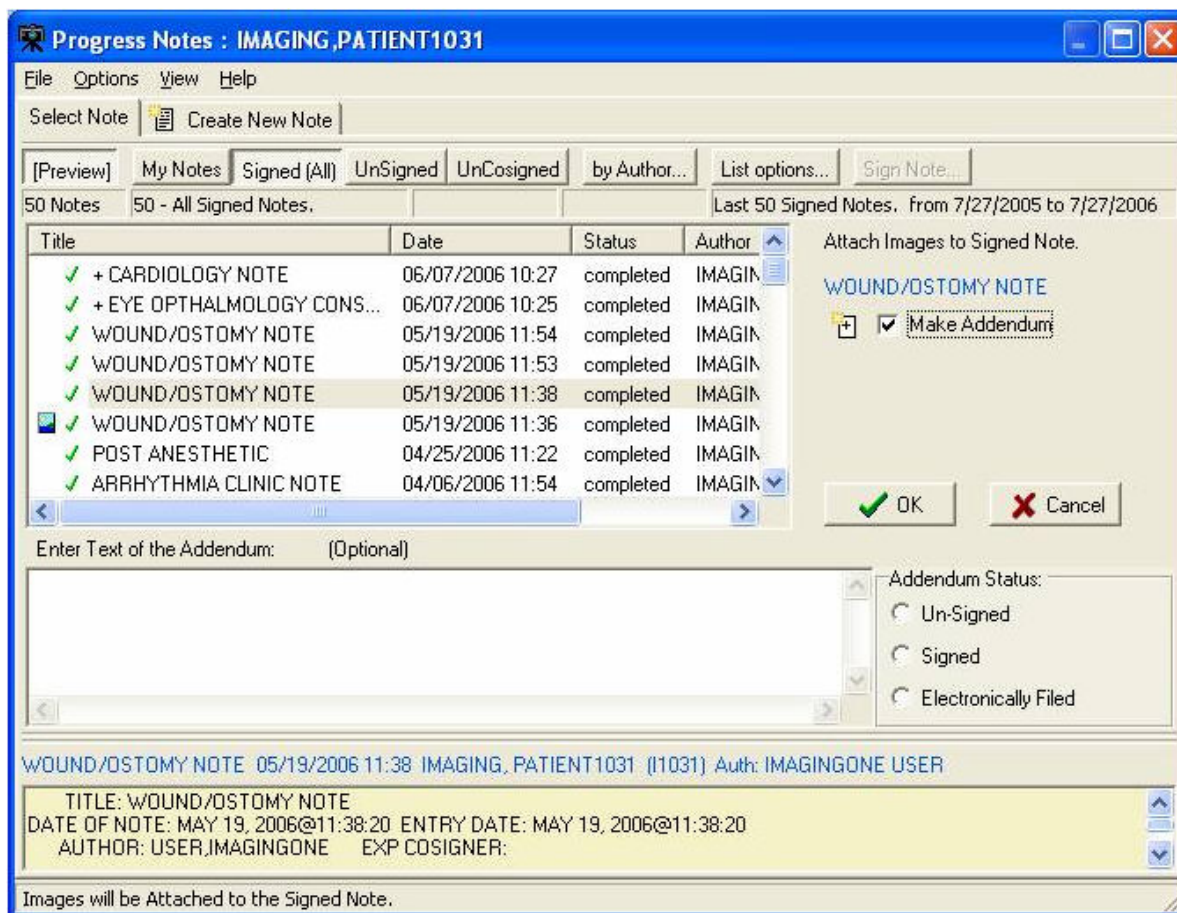 Progress Notes : IMAGING,PATIENT1031
File Options View Help
Select Note Create New Note
[Preview] My Notes Signed (All) UnSigned UnCosigned by Author... List options... Sign Note...
50 Notes 50 - All Signed Notes. Last 50 Signed Notes. from 7/27/2005 to 7/27/2006
Title Date Status Author
+ CARDIOLOGY NOTE 06/07/2006 10:27 completed IMAGIN
+ EYE OPTHALMOLOGY CONS... 06/07/2006 10:25 completed IMAGIN
WOUND/OSTOMY NOTE 05/19/2006 11:54 completed IMAGIN
WOUND/OSTOMY NOTE 05/19/2006 11:53 completed IMAGIN
WOUND/OSTOMY NOTE 05/19/2006 11:38 completed IMAGIN
WOUND/OSTOMY NOTE 05/19/2006 11:36 completed IMAGIN
POST ANESTHETIC 04/25/2006 11:22 completed IMAGIN
ARRHYTHMIA CLINIC NOTE 04/06/2006 11:54 completed IMAGIN
Attach Images to Signed Note.
WOUND/OSTOMY NOTE
Make Addendum
OK Cancel
Enter Text of the Addendum: (Optional)
Addendum Status:
Un-Signed
Signed
Electronically Filed
WOUND/OSTOMY NOTE 05/19/2006 11:38 IMAGING, PATIENT1031 (I1031) Auth: IMAGINGONE USER
TITLE: WOUND/OSTOMY NOTE
DATE OF NOTE: MAY 19, 2006@11:38:20 ENTRY DATE: MAY 19, 2006@11:38:20
AUTHOR: USER,IMAGINGONE EXP COSIGNER:
Images will be Attached to the Signed Note.